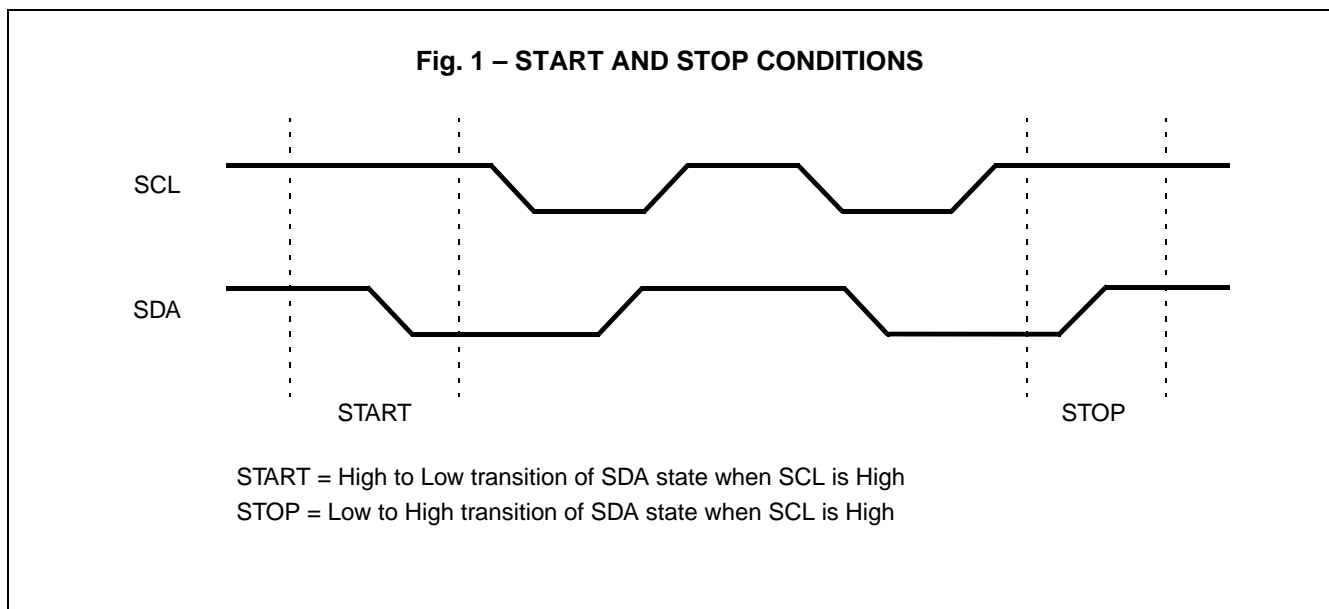 Fig. 1 – START AND STOP CONDITIONS
SCL
SDA
START
STOP
START = High to Low transition of SDA state when SCL is High
STOP = Low to High transition of SDA state when SCL is High